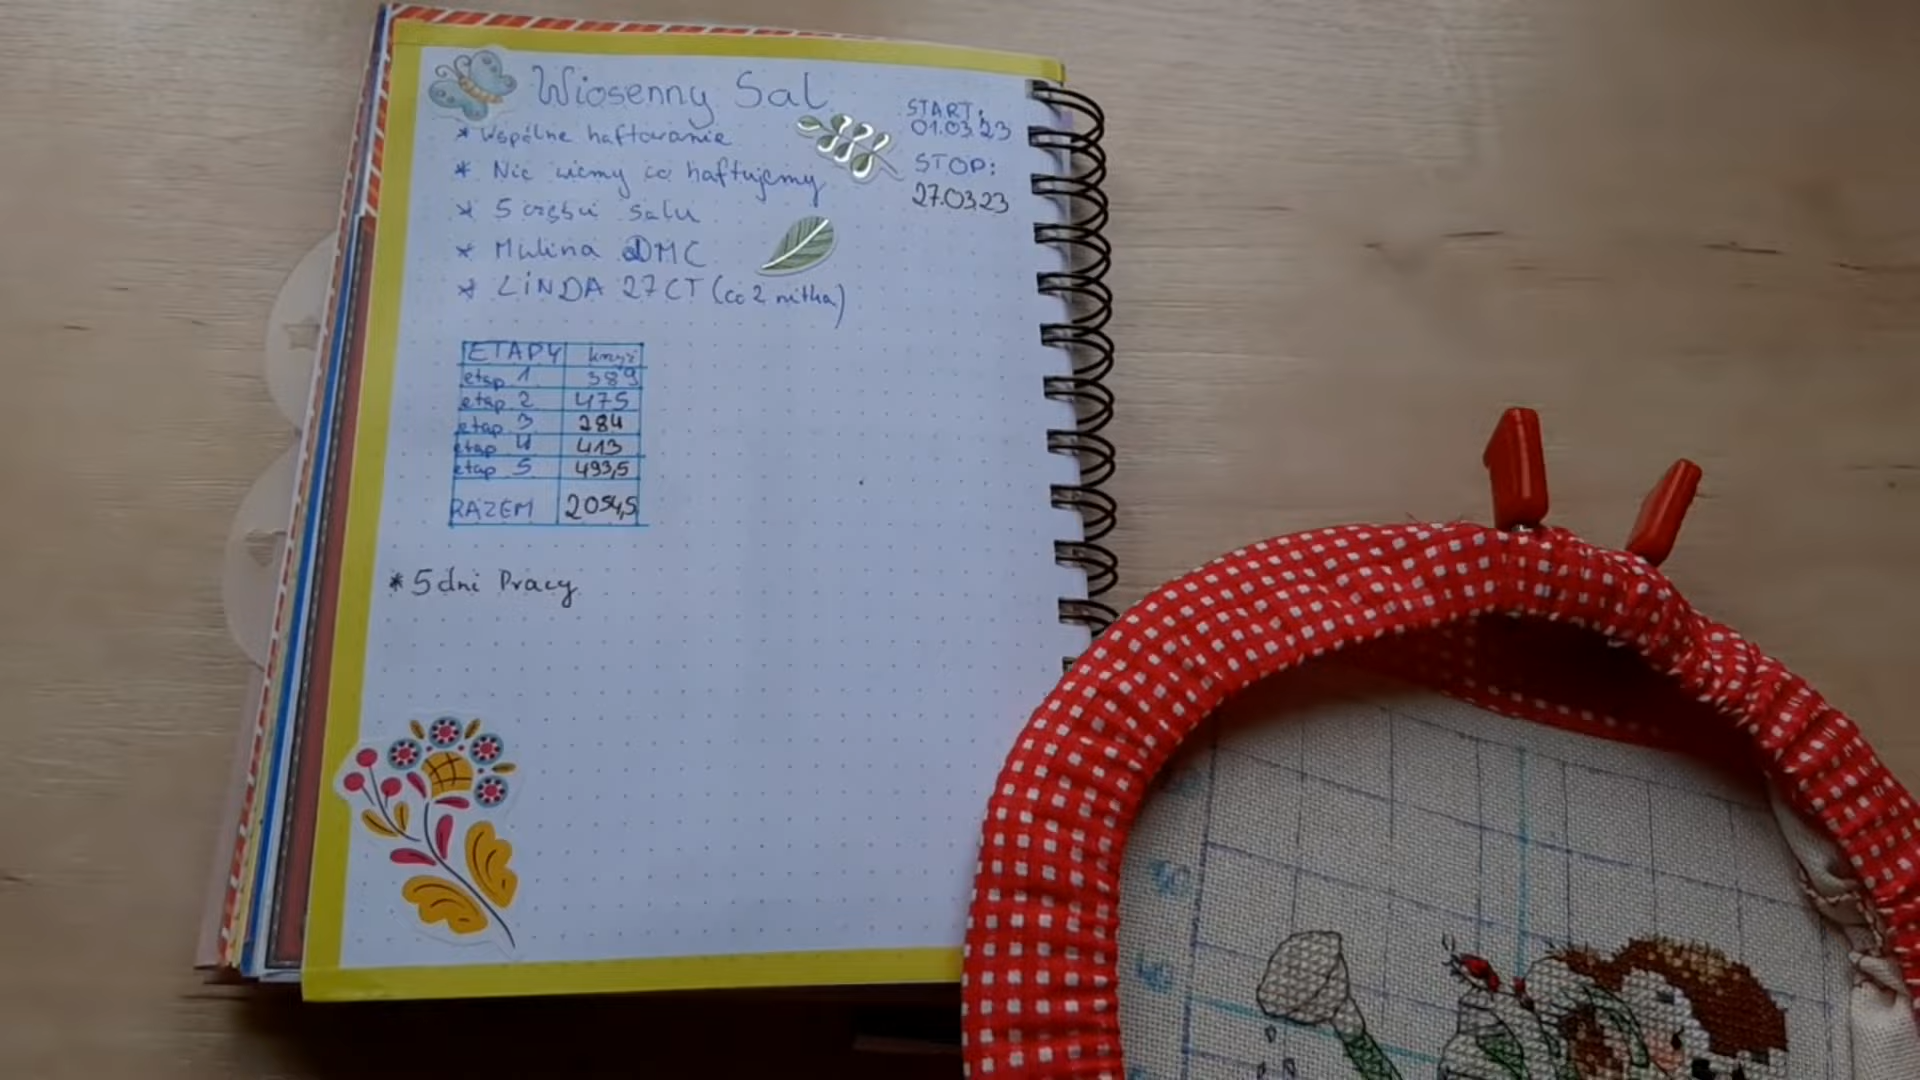 Wiosenny Sal
START:
01.03.23
STOP:
27.03.23
* Wspólne haftowanie
* Nie wiemy co haftujemy
* 5 części salu
* Mulina DMC
* LINDA 27CT (co 2 nitka)
ETAPY krzyż
etap 1 389
etap 2 475
etap 3 284
etap 4 413
etap 5 493,5
RAZEM 2054,5
* 5 dni Pracy